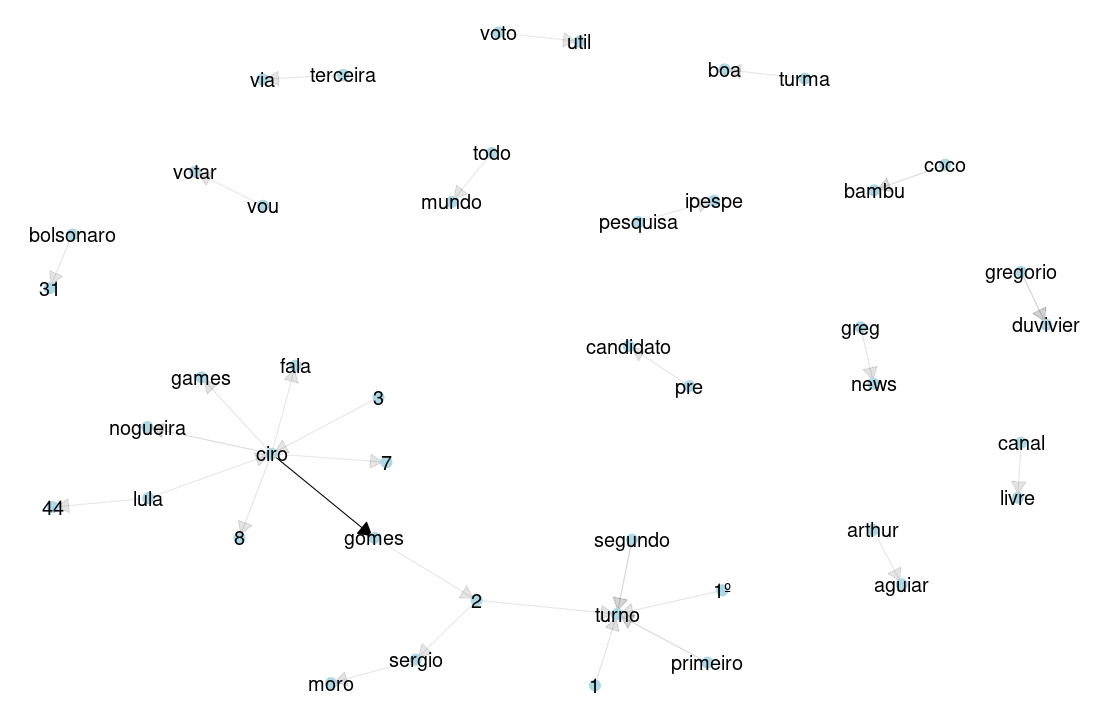 voto
util
via
terceira
boa
turma
todo
votar
coco
bambu
mundo
vou
pesquisa
ipespe
bolsonaro
31
gregorio
duvivier
greg
candidato
news
pre
fala
games
3
nogueira
ciro
7
canal
livre
44
lula
8
gomes
segundo
arthur
aguiar
2
1º
turno
sergio
primeiro
moro
1